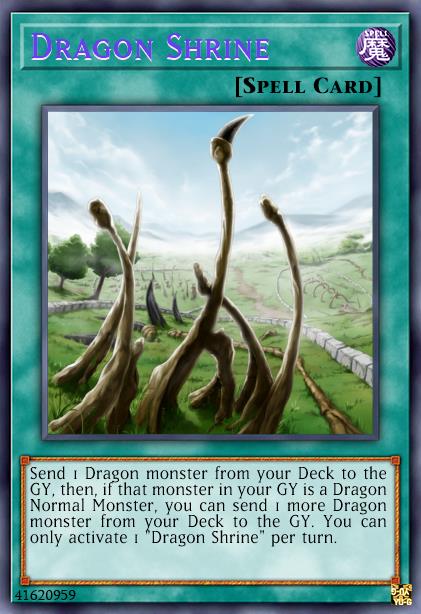 Dragon Shrine
SPELL
魔
[Spell Card]
Send 1 Dragon monster from your Deck to the
GY, then, if that monster in your GY is a Dragon
Normal Monster, you can send 1 more Dragon
monster from your Deck to the GY. You can
only activate 1 "Dragon Shrine" per turn.
41620959